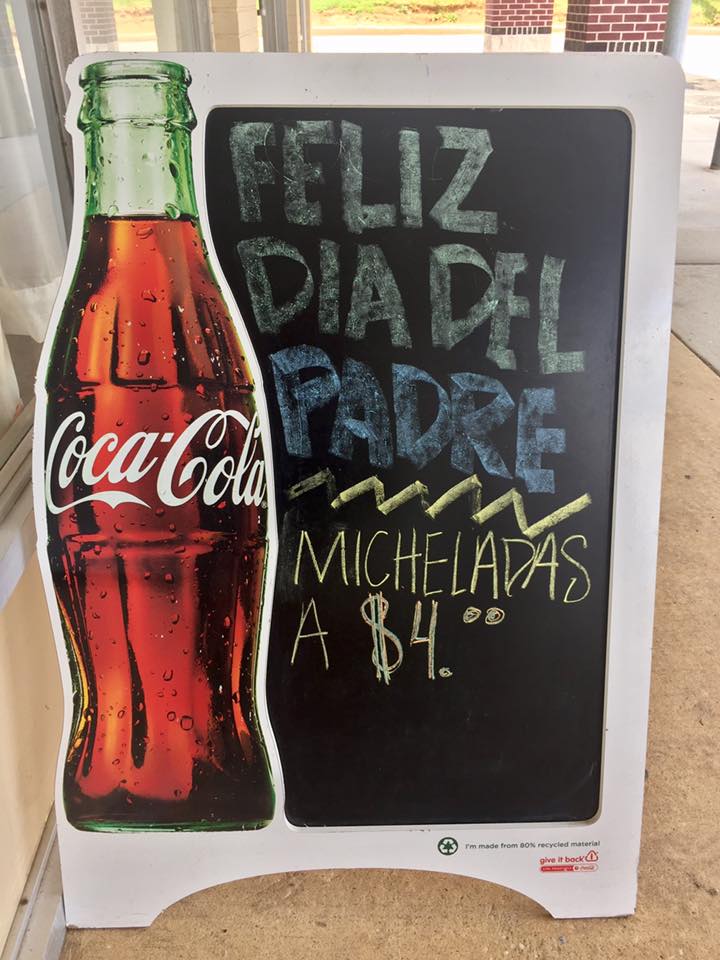 FELIZ
DIA DEL
PADRE
MICHELADAS
A $4.00
Coca-Cola
I'm made from 80% recycled material
give it back